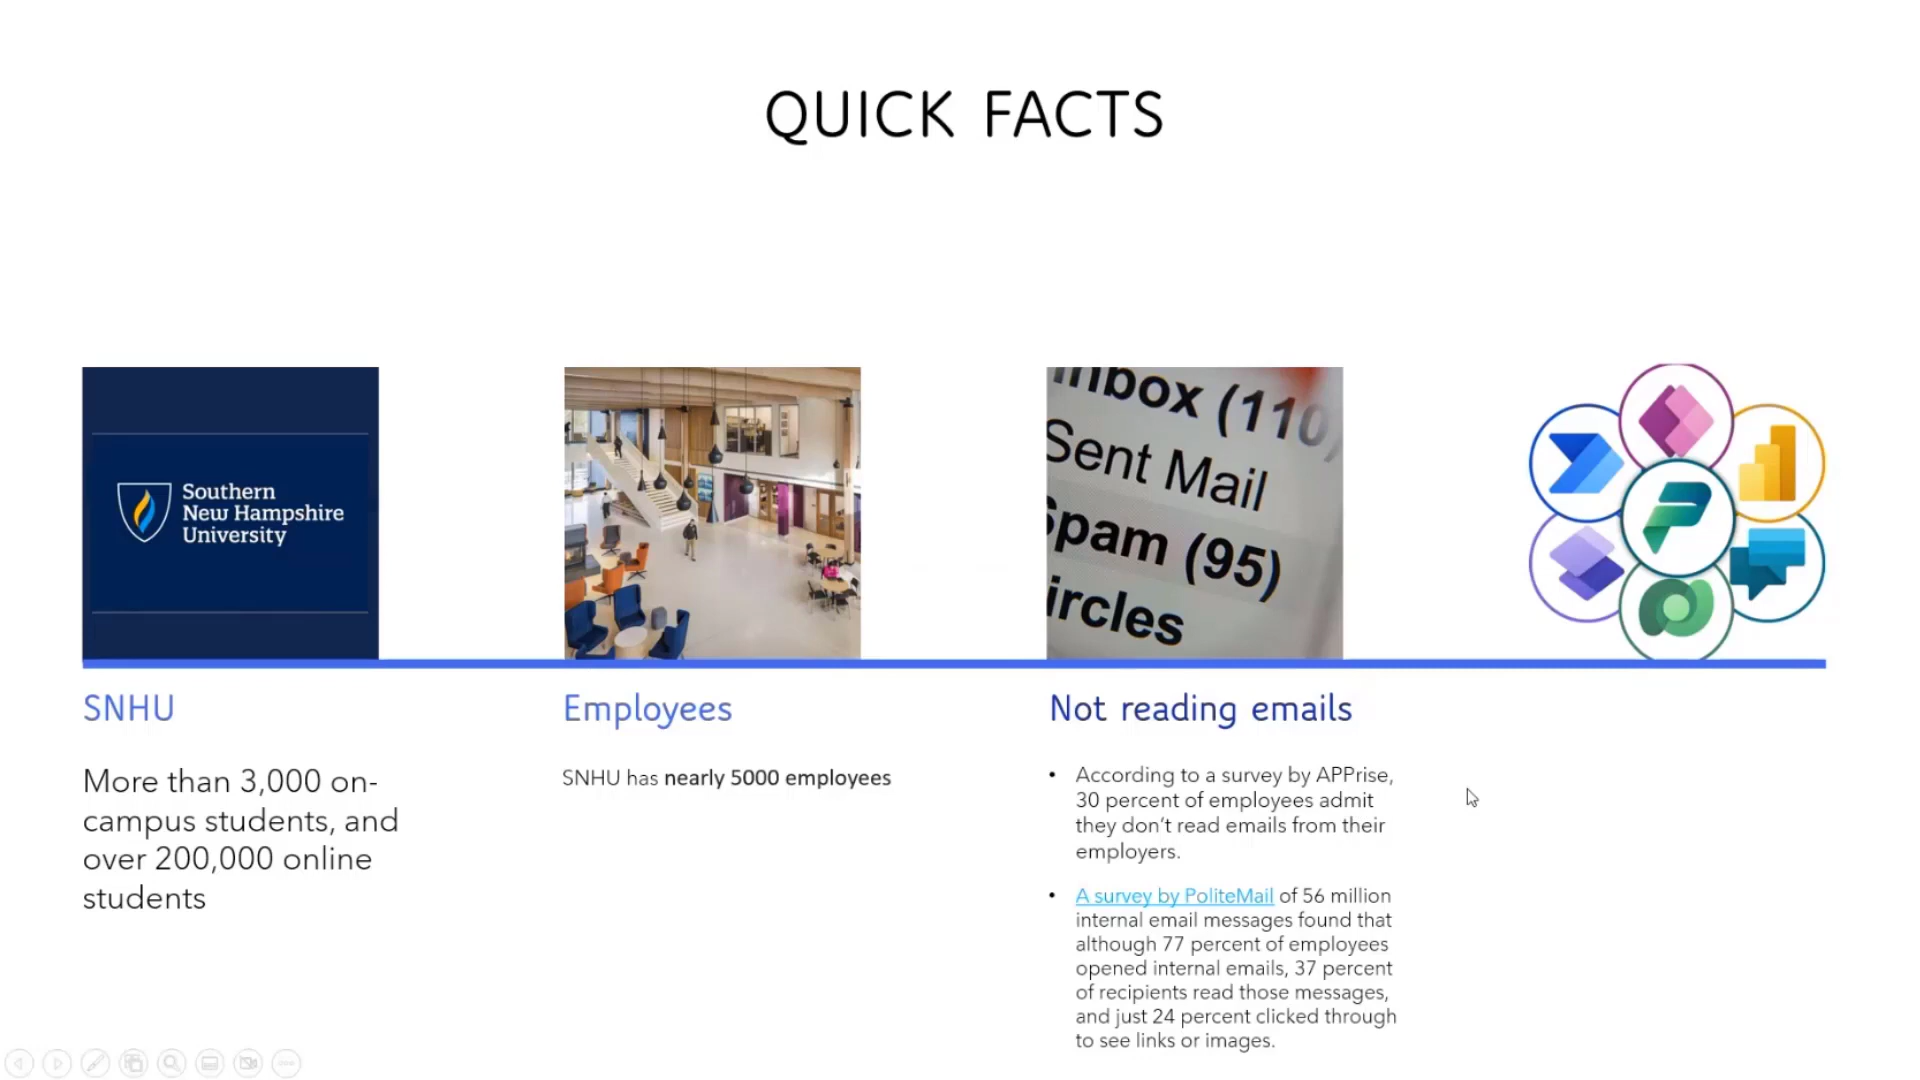 QUICK FACTS
Southern
New Hampshire
University
Inbox (110)
Sent Mail
Spam (95)
ircles
SNHU
More than 3,000 on-
campus students, and
over 200,000 online
students
Employees
SNHU has nearly 5000 employees
Not reading emails
• According to a survey by APPrise,
30 percent of employees admit
they don't read emails from their
employers.
• A survey by PoliteMail of 56 million
internal email messages found that
although 77 percent of employees
opened internal emails, 37 percent
of recipients read those messages,
and just 24 percent clicked through
to see links or images.